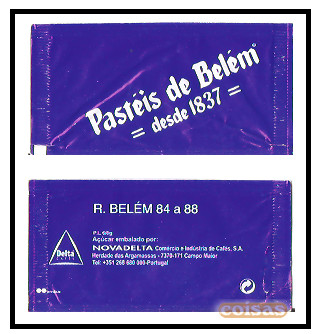 Pastéis de Belém
= desde 1837 =
R. BELÉM 84 a 88
P.L. 6/8g
Açúcar embalado por:
NOVADELTA Comércio e Indústria de Cafés, S.A.
Herdade das Argamassas - 7370-171 Campo Maior
Tel: +351 268 680 000-Portugal
Delta
CAFÉS
coisas